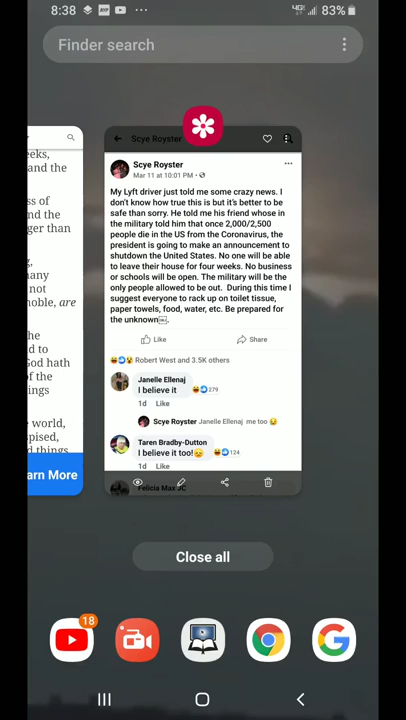 8:38
83%
Finder search
Scye Royster
Scye Royster
Mar 11 at 10:01 PM
My Lyft driver just told me some crazy news. I
don't know how true this is but it's better to
be safe than sorry. He told me his friend whose in
the military told him that once 2,000/2,500
people die in the US from the Coronavirus, the
president is going to make an announcement to
shutdown the United States. No one will be able
to leave their house for four weeks. No business
or schools will be open. The military will be the
only people allowed to be out. During this time I
suggest everyone to rack up on toilet tissue,
paper towels, food, water, etc. Be prepared for
the unknown
Like Share
Robert West and 3.5K others
Janelle Ellenaj
I believe it
279
1d Like
Scye Royster Janelle Ellenaj me too
Taren Bradby-Dutton
I believe it too!
124
1d Like
Felicia Max JC
eeks,
and the
ss of
nd the
ger than
g,
many
not
noble, are
he
d to
God hath
of the
ings
world,
spised,
d things
arn More
Close all
18